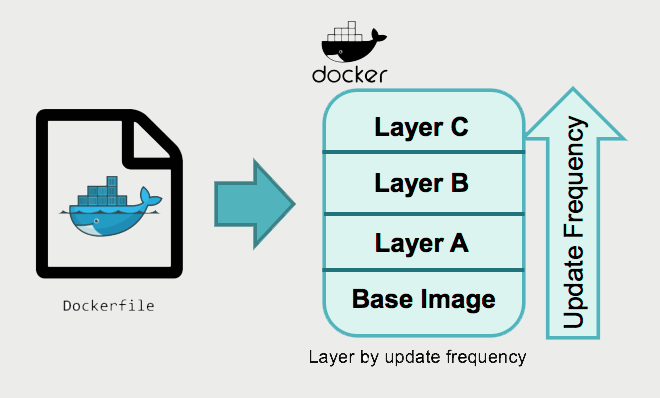 docker
Layer C
Layer B
Layer A
Base Image
Update Frequency
Dockerfile
Layer by update frequency